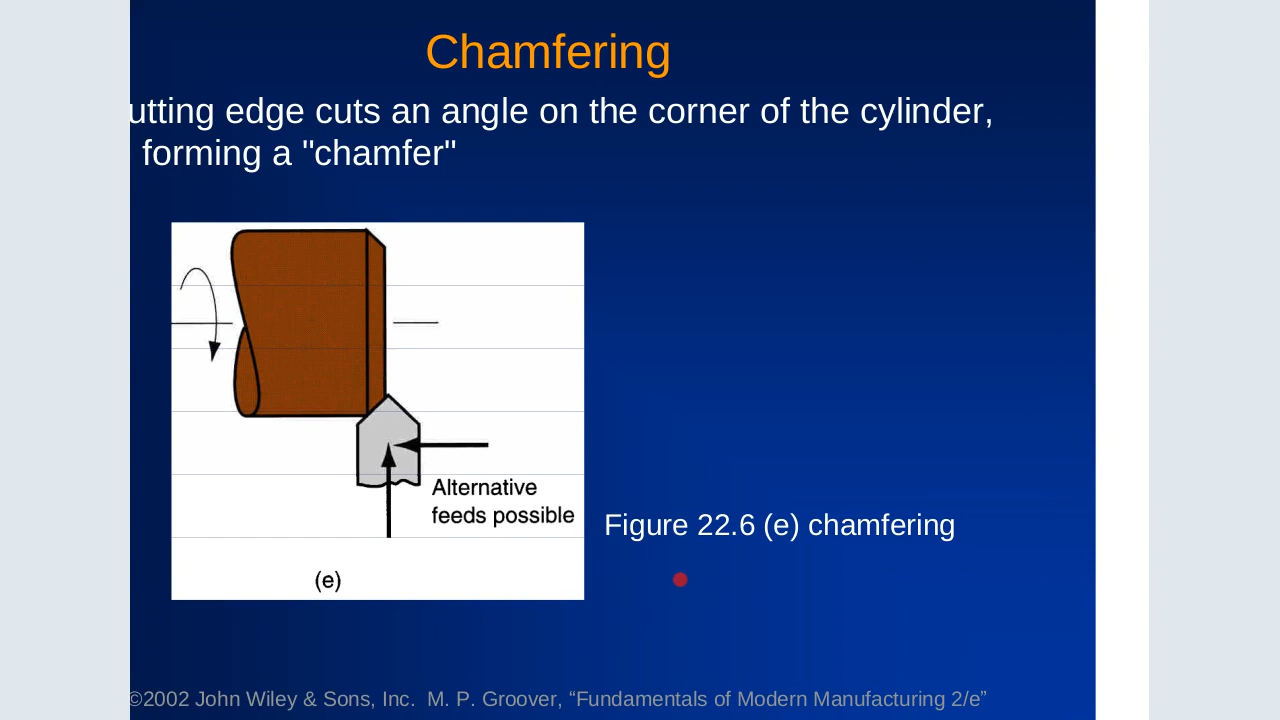 Chamfering
utting edge cuts an angle on the corner of the cylinder,
forming a "chamfer"
Alternative
feeds possible
Figure 22.6 (e) chamfering
(e)
©2002 John Wiley & Sons, Inc. M. P. Groover, “Fundamentals of Modern Manufacturing 2/e”